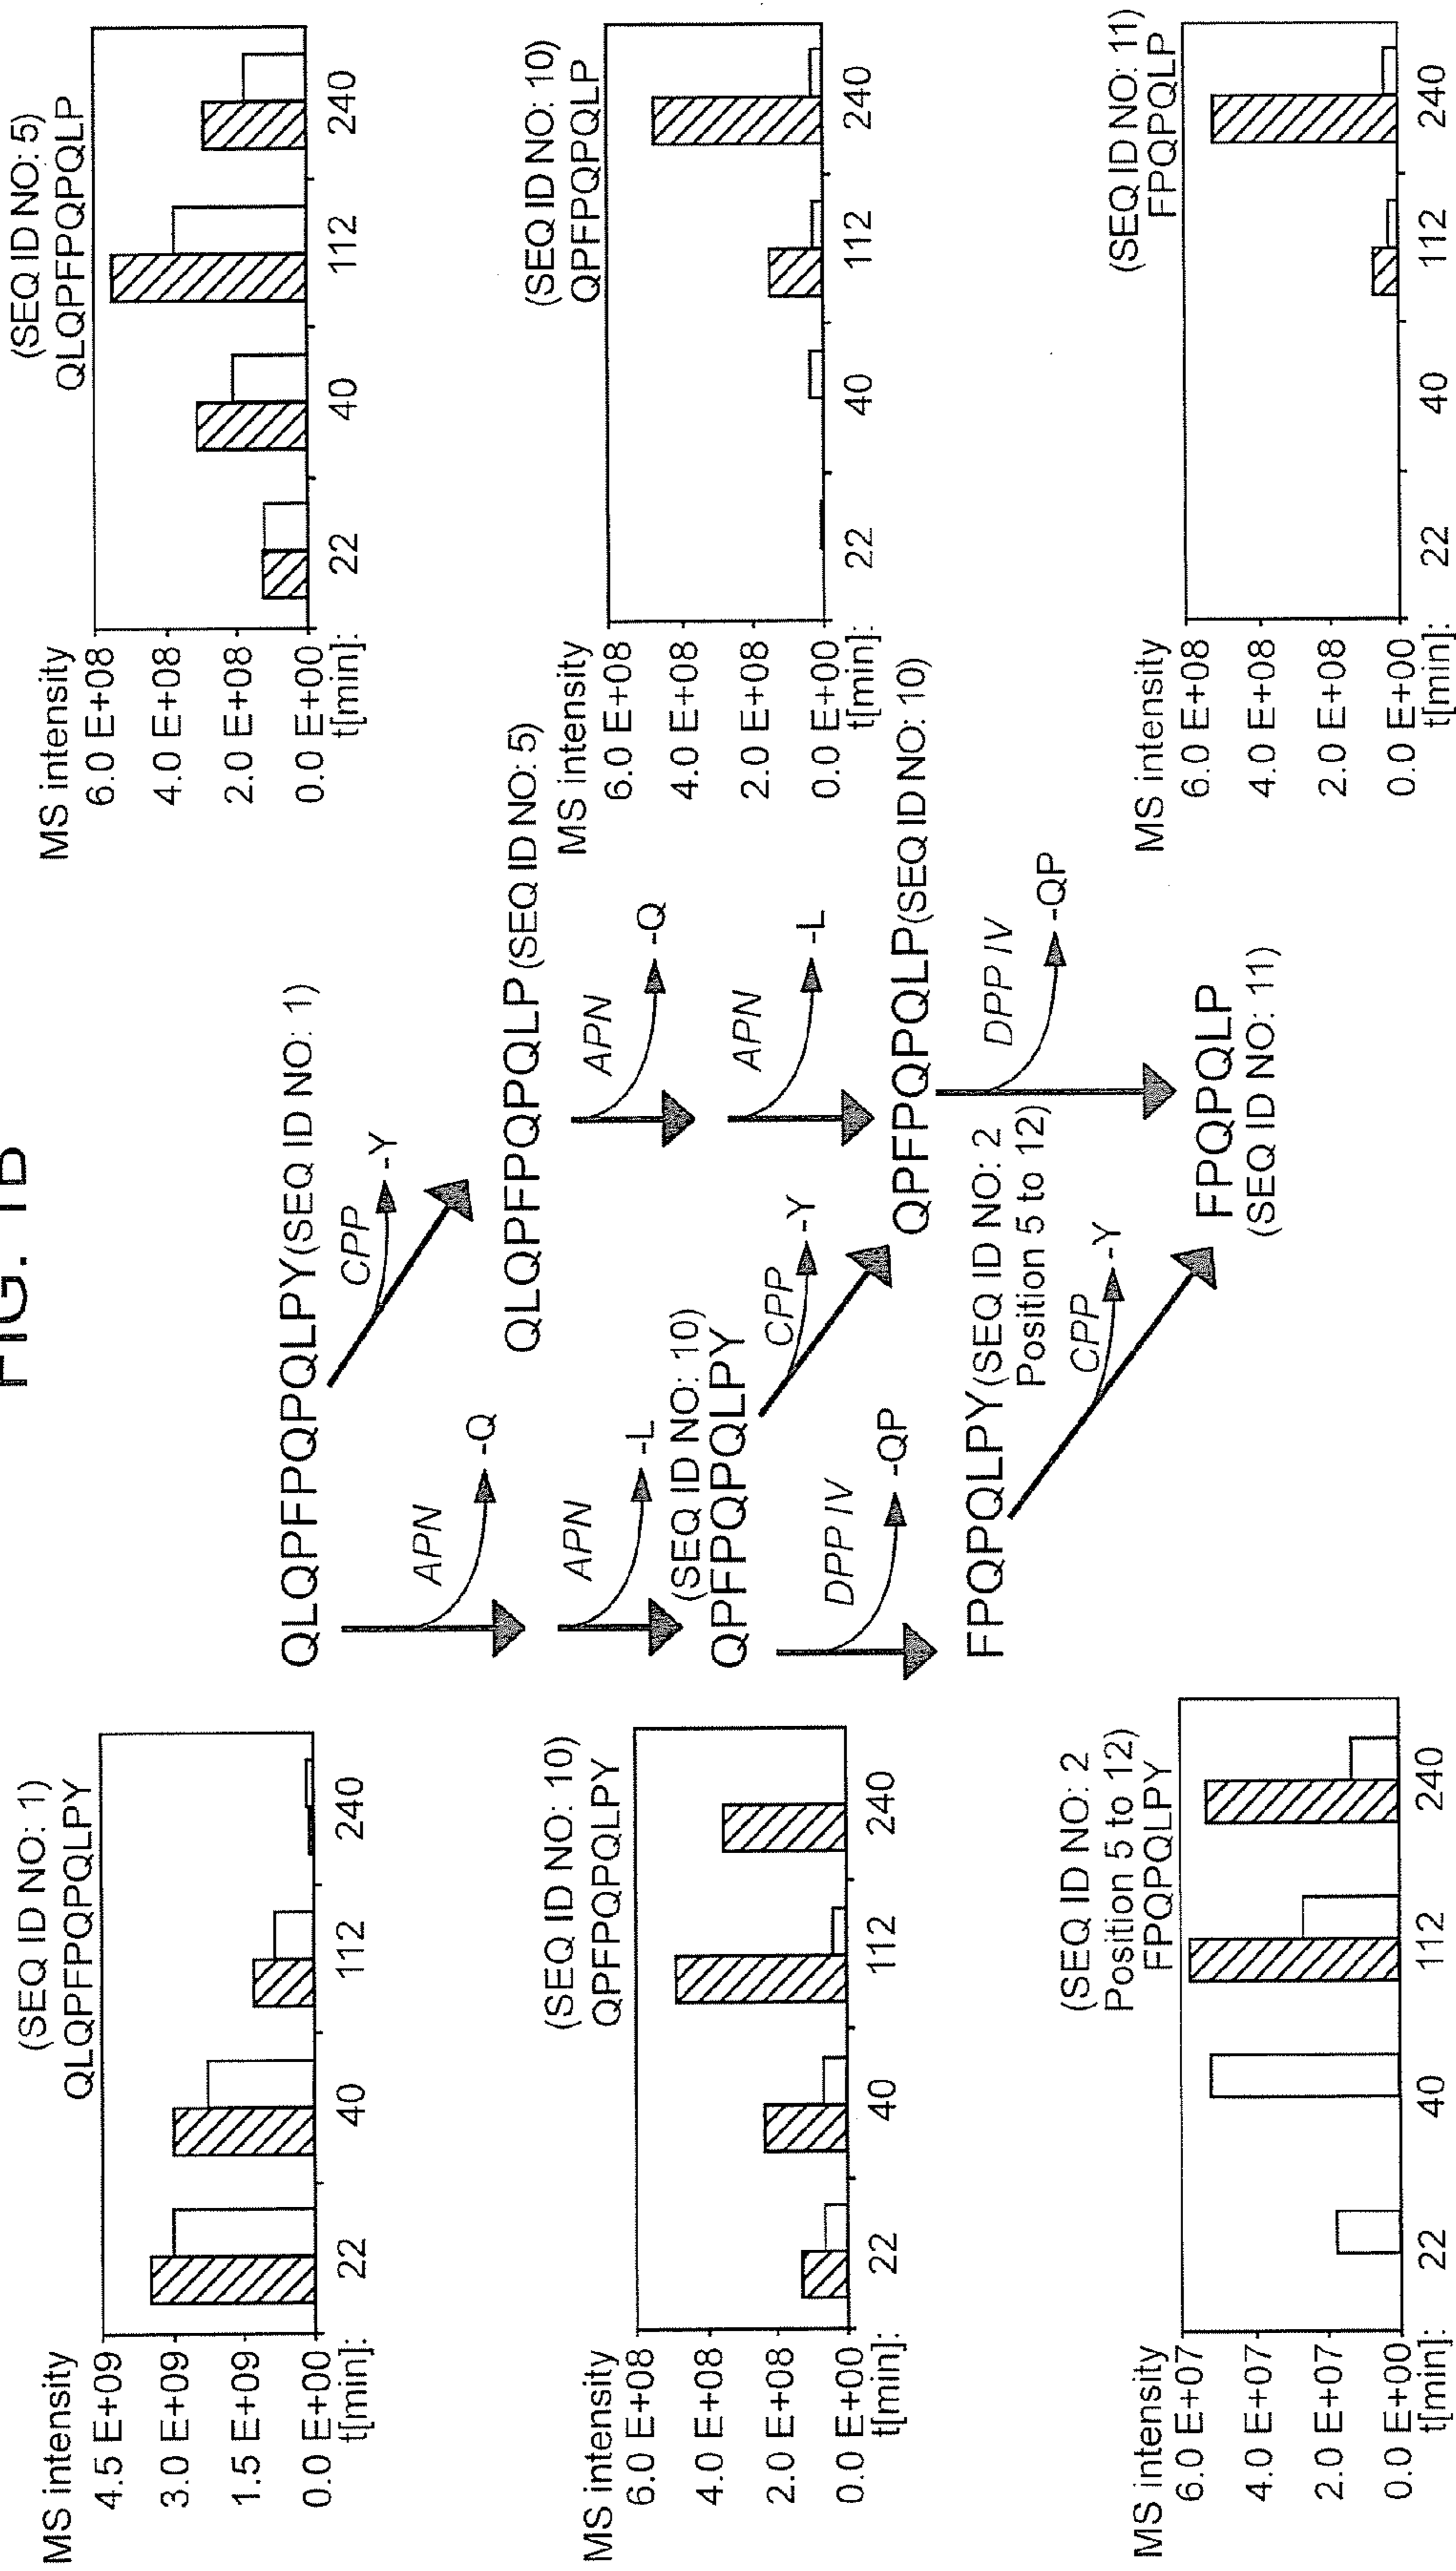 FIG. 1B
(SEQ ID NO: 1)
QLQPFPQPQLPY
MS intensity
4.5 E+09
3.0 E+09
1.5 E+09
0.0 E+00
t[min]:
22
40
112
240
(SEQ ID NO: 10)
QPFPQPQLPY
MS intensity
6.0 E+08
4.0 E+08
2.0 E+08
0.0 E+00
t[min]:
22
40
112
240
(SEQ ID NO: 2
Position 5 to 12)
FPQPQLPY
MS intensity
6.0 E+07
4.0 E+07
2.0 E+07
0.0 E+00
t[min]:
22
40
112
240
QLQPFPQPQLPY(SEQ ID NO: 1)
APN
-Q
CPP
-Y
APN
-L
QLQPFPQPQLP(SEQ ID NO: 5)
APN
-Q
APN
-L
(SEQ ID NO: 10)
QPFPQPQLPY
CPP
-Y
DPP IV
-QP
QPFPQPQLP(SEQ ID NO: 10)
DPP IV
-QP
FPQPQLPY(SEQ ID NO: 2
Position 5 to 12)
CPP
-Y
FPQPQLP
(SEQ ID NO: 11)
(SEQ ID NO: 5)
QLQPFPQPQLP
MS intensity
6.0 E+08
4.0 E+08
2.0 E+08
0.0 E+00
t[min]:
22
40
112
240
(SEQ ID NO: 10)
QPFPQPQLP
MS intensity
6.0 E+08
4.0 E+08
2.0 E+08
0.0 E+00
t[min]:
22
40
112
240
(SEQ ID NO: 11)
FPQPQLP
MS intensity
6.0 E+08
4.0 E+08
2.0 E+08
0.0 E+00
t[min]:
22
40
112
240